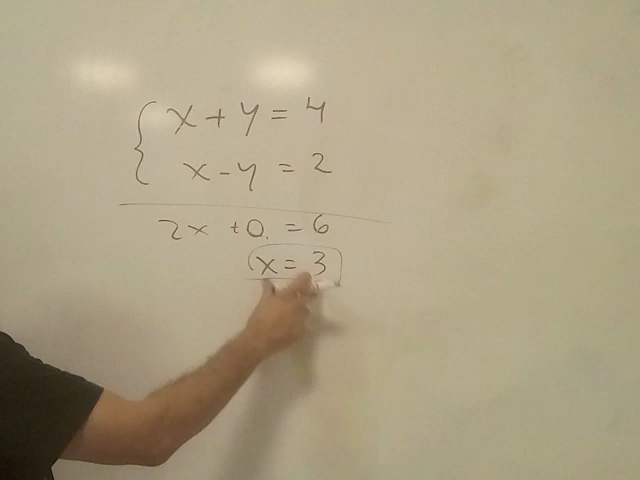 x + y = 4
x - y = 2
2x + 0. = 6
x = 3